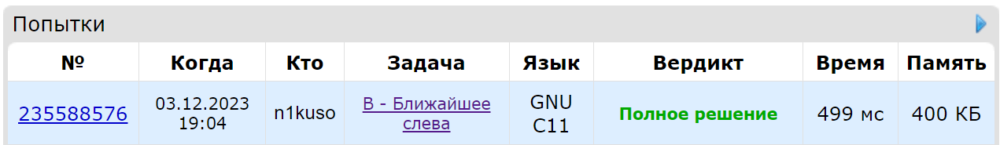 Попытки
№ Когда Кто Задача Язык Вердикт Время Память
235588576 03.12.2023 19:04 n1kuso B - Ближайшее слева GNU C11 Полное решение 499 мс 400 КБ